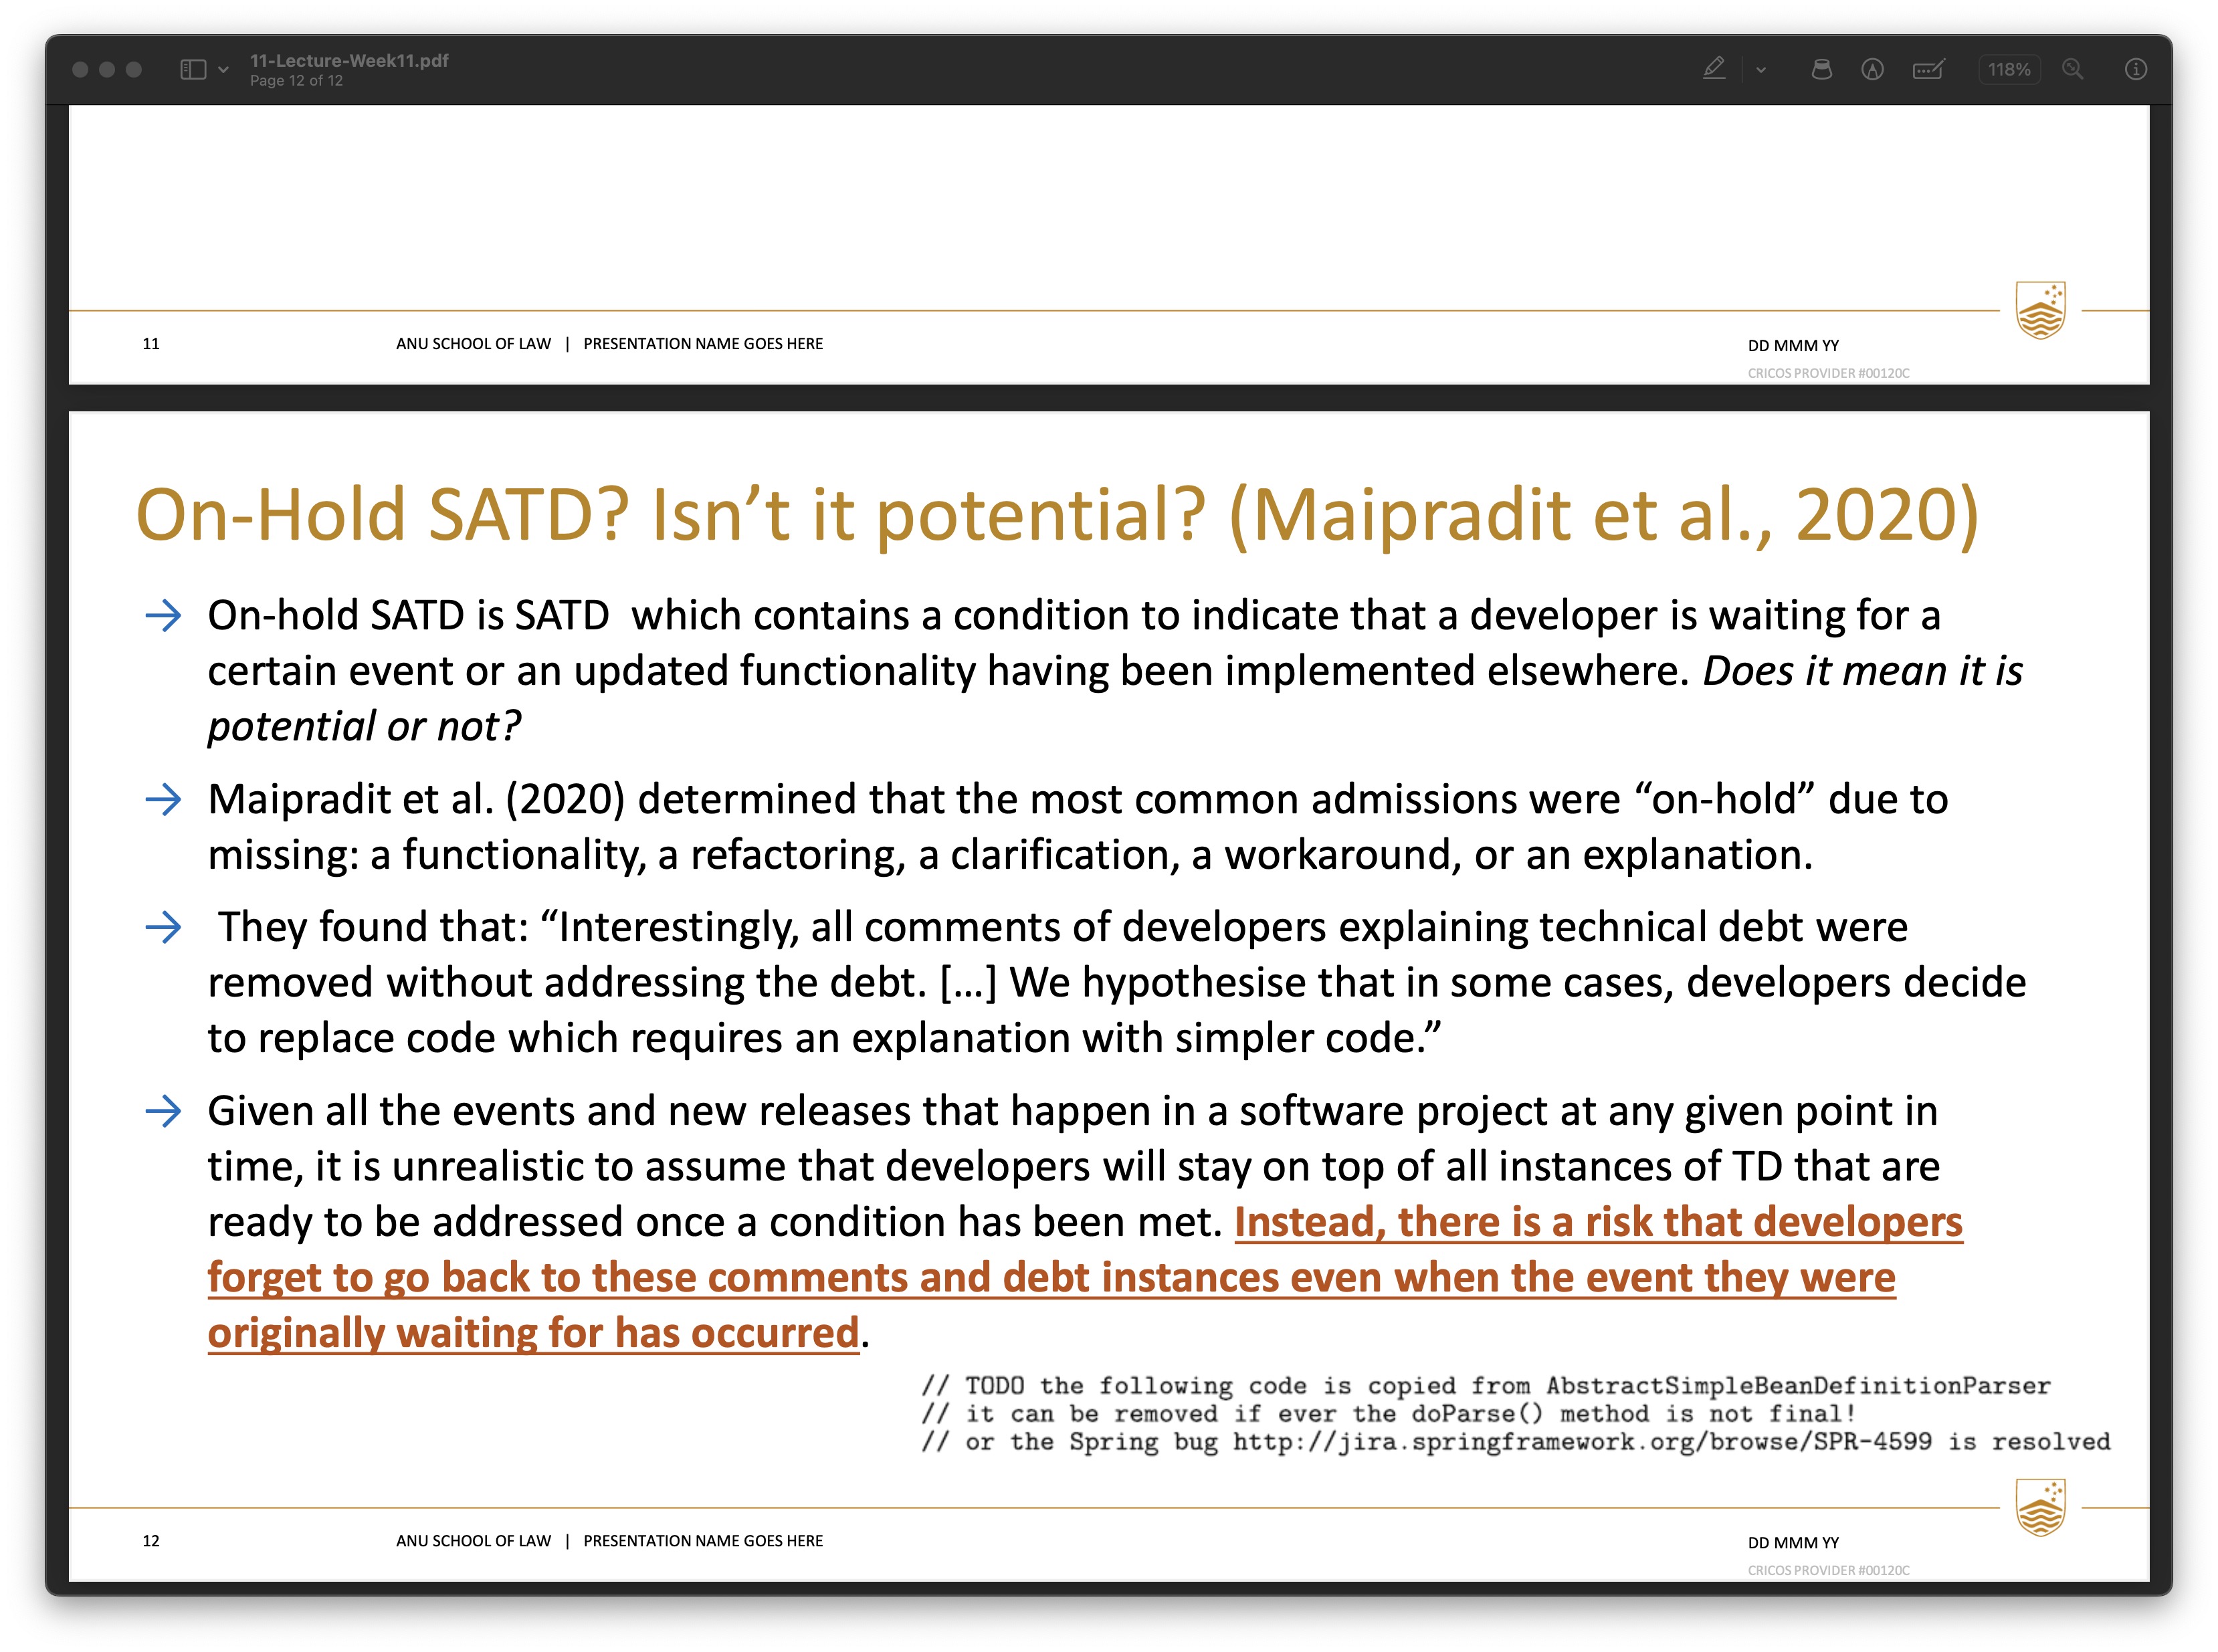 11-Lecture-Week11.pdf
Page 12 of 12
118%
11
ANU SCHOOL OF LAW | PRESENTATION NAME GOES HERE
DD MMM YY
CRICOS PROVIDER #00120C
On-Hold SATD? Isn’t it potential? (Maipradit et al., 2020)
→ On-hold SATD is SATD which contains a condition to indicate that a developer is waiting for a
certain event or an updated functionality having been implemented elsewhere. Does it mean it is
potential or not?
→ Maipradit et al. (2020) determined that the most common admissions were “on-hold” due to
missing: a functionality, a refactoring, a clarification, a workaround, or an explanation.
→ They found that: “Interestingly, all comments of developers explaining technical debt were
removed without addressing the debt. [...] We hypothesise that in some cases, developers decide
to replace code which requires an explanation with simpler code.”
→ Given all the events and new releases that happen in a software project at any given point in
time, it is unrealistic to assume that developers will stay on top of all instances of TD that are
ready to be addressed once a condition has been met. Instead, there is a risk that developers
forget to go back to these comments and debt instances even when the event they were
originally waiting for has occurred.
// TODO the following code is copied from AbstractSimpleBeanDefinitionParser
// it can be removed if ever the doParse() method is not final!
// or the Spring bug http://jira.springframework.org/browse/SPR-4599 is resolved
12
ANU SCHOOL OF LAW | PRESENTATION NAME GOES HERE
DD MMM YY
CRICOS PROVIDER #00120C